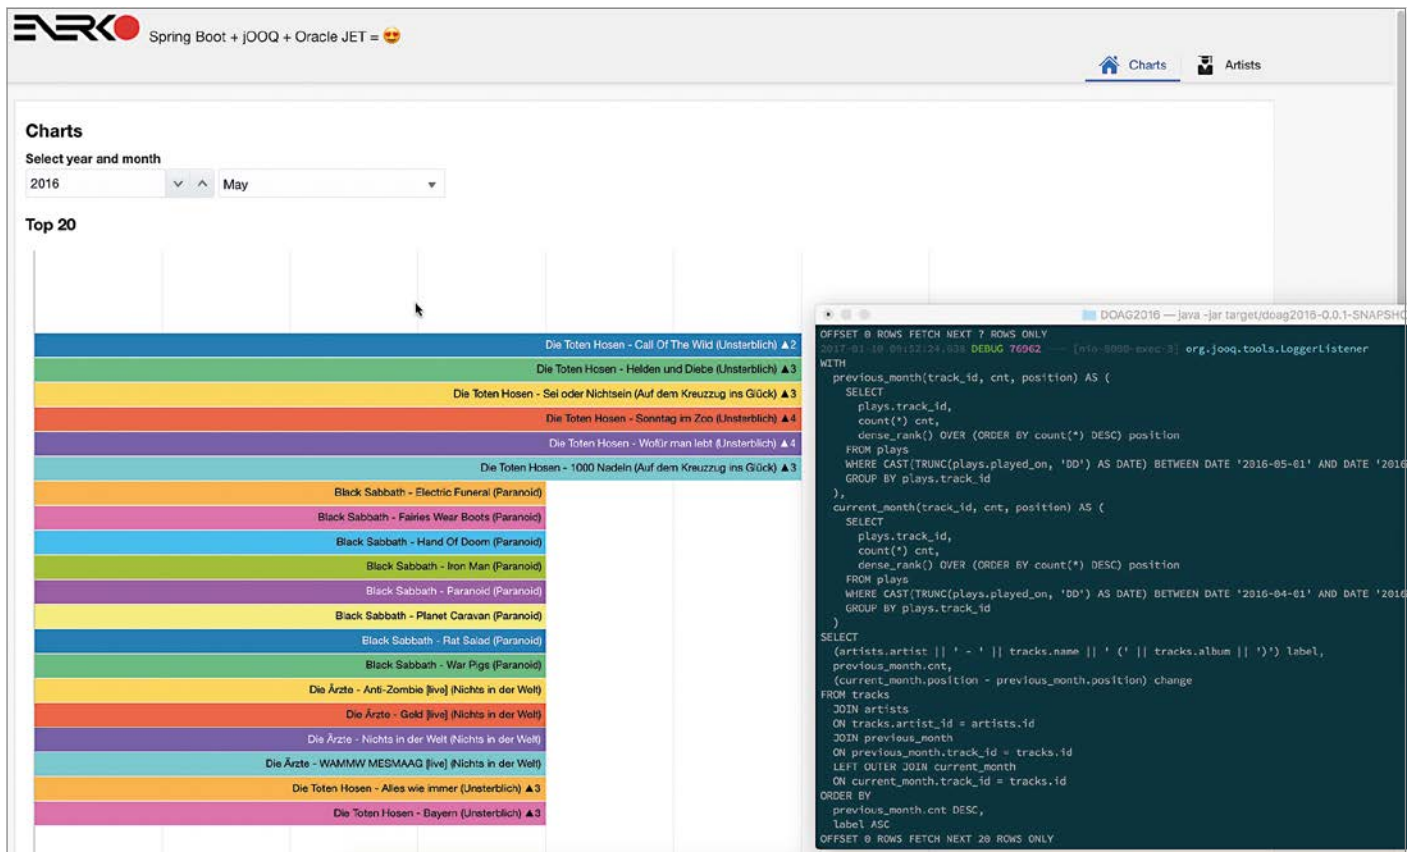 ENERKO
Spring Boot + jOOQ + Oracle JET = 😍
Charts
Artists
Charts
Select year and month
2016
May
Top 20
Die Toten Hosen - Call Of The Wild (Unsterblich) ▲2
Die Toten Hosen - Helden und Diebe (Unsterblich) ▲3
Die Toten Hosen - Sei oder Nichtsein (Auf dem Kreuzzug ins Glück) ▲3
Die Toten Hosen - Sonntag im Zoo (Unsterblich) ▲4
Die Toten Hosen - Wofür man lebt (Unsterblich) ▲4
Die Toten Hosen - 1000 Nadeln (Auf dem Kreuzzug ins Glück) ▲3
Black Sabbath - Electric Funeral (Paranoid)
Black Sabbath - Fairies Wear Boots (Paranoid)
Black Sabbath - Hand Of Doom (Paranoid)
Black Sabbath - Iron Man (Paranoid)
Black Sabbath - Paranoid (Paranoid)
Black Sabbath - Planet Caravan (Paranoid)
Black Sabbath - Rat Salad (Paranoid)
Black Sabbath - War Pigs (Paranoid)
Die Ärzte - Anti-Zombie [live] (Nichts in der Welt)
Die Ärzte - Gold [live] (Nichts in der Welt)
Die Ärzte - Nichts in der Welt (Nichts in der Welt)
Die Ärzte - WAMMW MESMAAG [live] (Nichts in der Welt)
Die Toten Hosen - Alles wie immer (Unsterblich) ▲3
Die Toten Hosen - Bayern (Unsterblich) ▲3
DOAG2016 — java -jar target/doag2016-0.0.1-SNAPSHO
OFFSET 0 ROWS FETCH NEXT ? ROWS ONLY
DEBUG 76962 --- [nio-8080-exec-3] org.jooq.tools.LoggerListener
WITH
previous_month(track_id, cnt, position) AS (
SELECT
plays.track_id,
count(*) cnt,
dense_rank() OVER (ORDER BY count(*) DESC) position
FROM plays
WHERE CAST(TRUNC(plays.played_on, 'DD') AS DATE) BETWEEN DATE '2016-05-01' AND DATE '2016
GROUP BY plays.track_id
),
current_month(track_id, cnt, position) AS (
SELECT
plays.track_id,
count(*) cnt,
dense_rank() OVER (ORDER BY count(*) DESC) position
FROM plays
WHERE CAST(TRUNC(plays.played_on, 'DD') AS DATE) BETWEEN DATE '2016-04-01' AND DATE '2016
GROUP BY plays.track_id
)
SELECT
(artists.artist || ' - ' || tracks.name || ' (' || tracks.album || ')') label,
previous_month.cnt,
(current_month.position - previous_month.position) change
FROM tracks
JOIN artists
ON tracks.artist_id = artists.id
JOIN previous_month
ON previous_month.track_id = tracks.id
LEFT OUTER JOIN current_month
ON current_month.track_id = tracks.id
ORDER BY
previous_month.cnt DESC,
label ASC
OFFSET 0 ROWS FETCH NEXT 20 ROWS ONLY